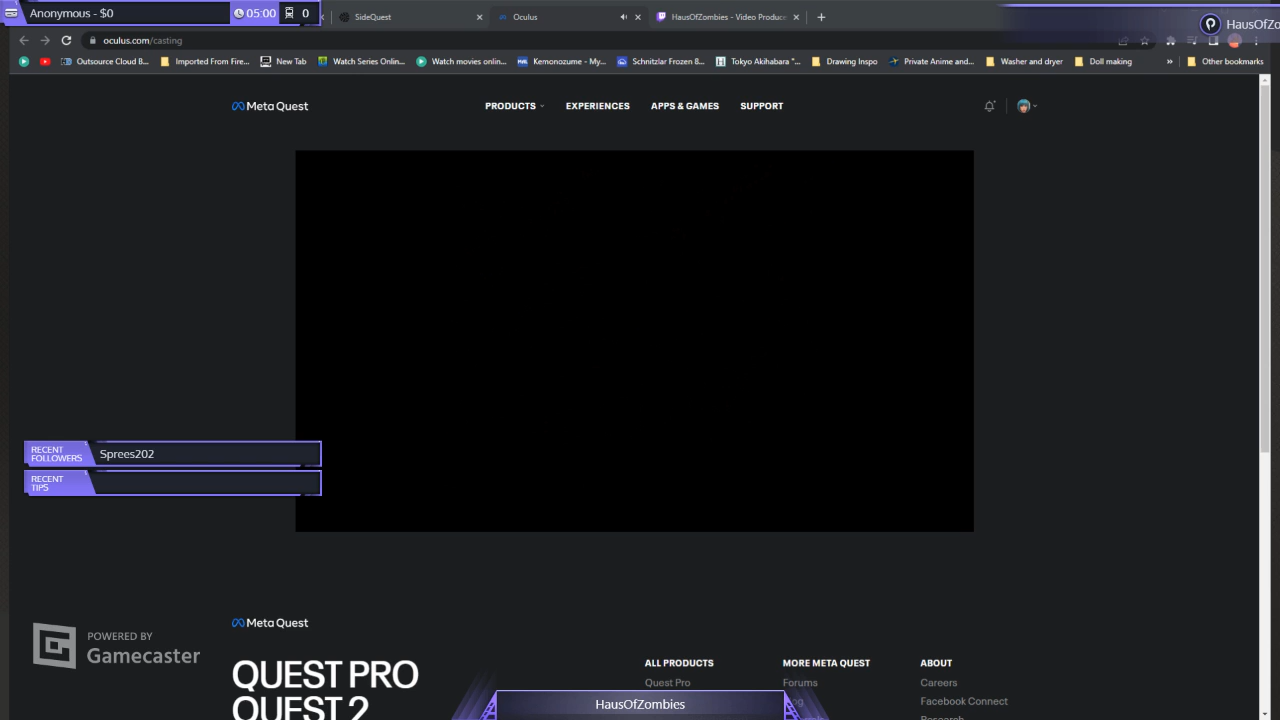 Anonymous - $0
05:00
0
SideQuest
Oculus
HausOfZombies - Video Produce
HausOfZo
oculus.com/casting
Outsource Cloud B...
Imported From Fire...
New Tab
Watch Series Onlin...
Watch movies onlin...
Kemonozume - My...
Schnitzlar Frozen 8...
Tokyo Akihabara "...
Drawing Inspo
Private Anime and...
Washer and dryer
Doll making
»
Other bookmarks
Meta Quest
PRODUCTS
EXPERIENCES
APPS & GAMES
SUPPORT
RECENT
FOLLOWERS
Sprees202
RECENT
TIPS
POWERED BY
Gamecaster
Meta Quest
QUEST PRO
QUEST 2
ALL PRODUCTS
Quest Pro
MORE META QUEST
Forums
ABOUT
Careers
Facebook Connect
Research
HausOfZombies